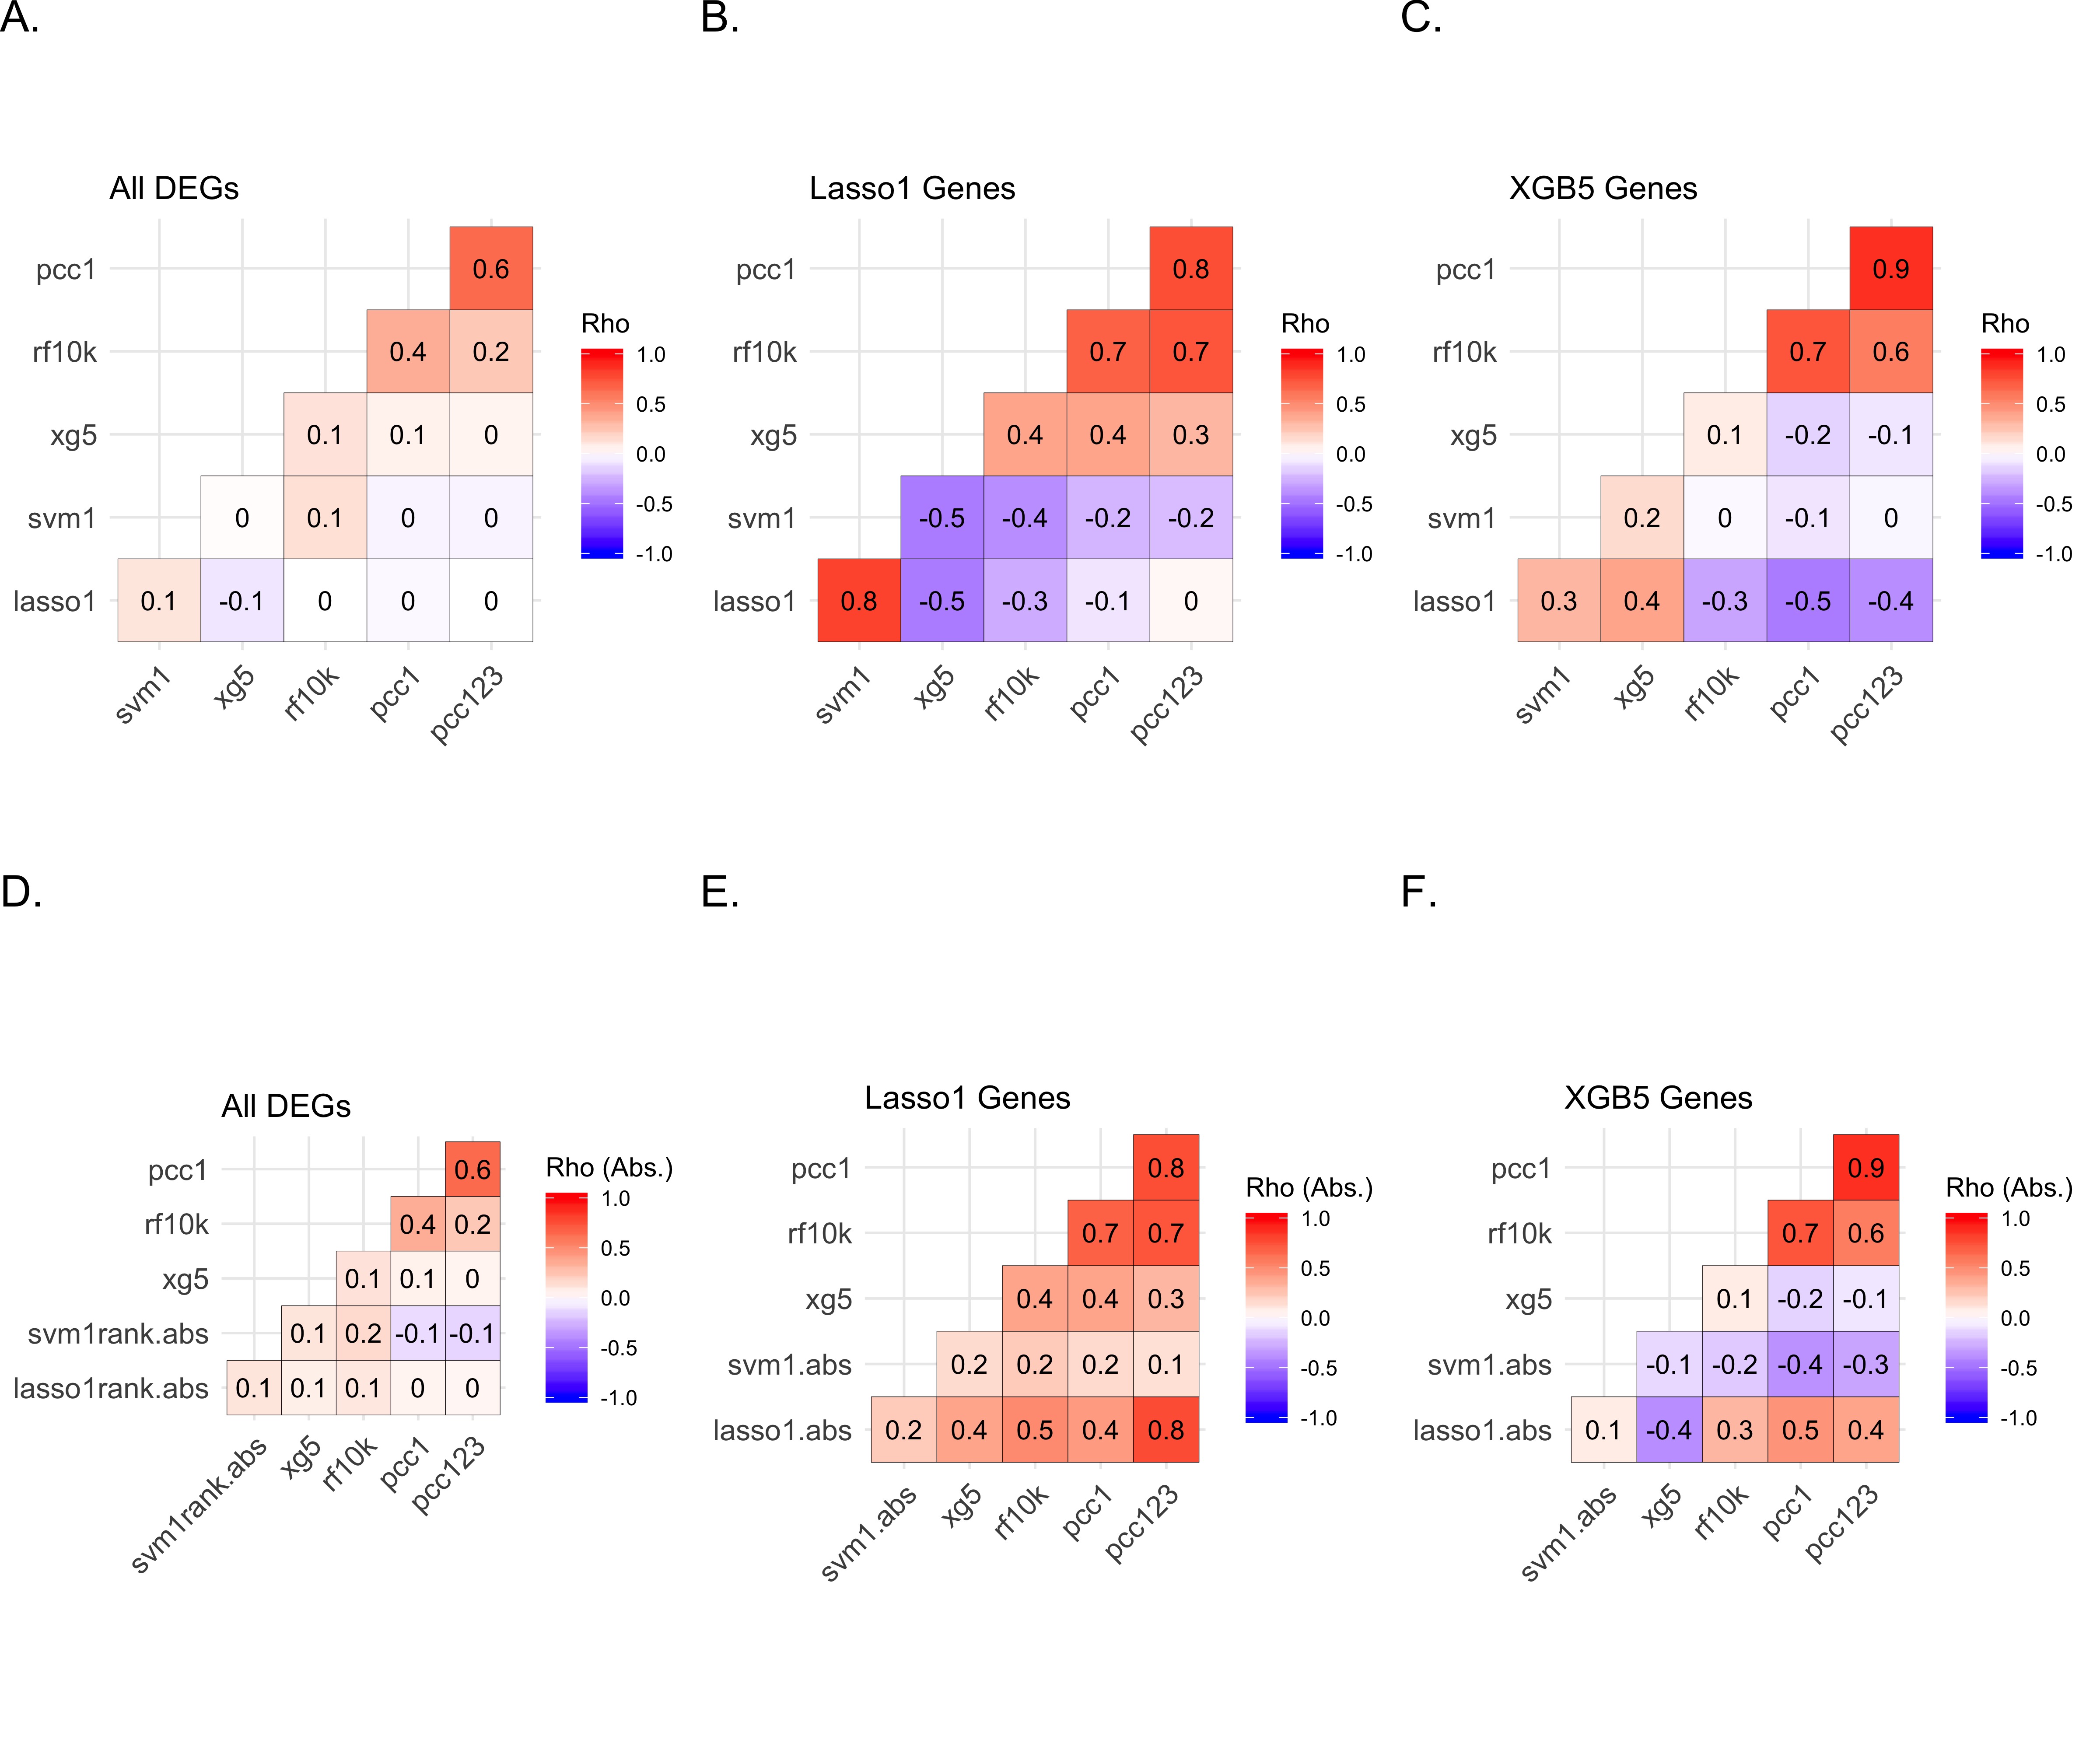 A.
All DEGs
pcc1 0.6
rf10k 0.4 0.2
xg5 0.1 0.1 0
svm1 0 0.1 0 0
lasso1 0.1 -0.1 0 0 0
svm1 xg5 rf10k pcc1 pcc123
Rho
1.0
0.5
0.0
-0.5
-1.0
B.
Lasso1 Genes
pcc1 0.8
rf10k 0.7 0.7
xg5 0.4 0.4 0.3
svm1 -0.5 -0.4 -0.2 -0.2
lasso1 0.8 -0.5 -0.3 -0.1 0
svm1 xg5 rf10k pcc1 pcc123
Rho
1.0
0.5
0.0
-0.5
-1.0
C.
XGB5 Genes
pcc1 0.9
rf10k 0.7 0.6
xg5 0.1 -0.2 -0.1
svm1 0.2 0 -0.1 0
lasso1 0.3 0.4 -0.3 -0.5 -0.4
svm1 xg5 rf10k pcc1 pcc123
Rho
1.0
0.5
0.0
-0.5
-1.0
D.
All DEGs
pcc1 0.6
rf10k 0.4 0.2
xg5 0.1 0.1 0
svm1rank.abs 0.1 0.2 -0.1 -0.1
lasso1rank.abs 0.1 0.1 0.1 0 0
svm1rank.abs xg5 rf10k pcc1 pcc123
Rho (Abs.)
1.0
0.5
0.0
-0.5
-1.0
E.
Lasso1 Genes
pcc1 0.8
rf10k 0.7 0.7
xg5 0.4 0.4 0.3
svm1.abs 0.2 0.2 0.2 0.1
lasso1.abs 0.2 0.4 0.5 0.4 0.8
svm1.abs xg5 rf10k pcc1 pcc123
Rho (Abs.)
1.0
0.5
0.0
-0.5
-1.0
F.
XGB5 Genes
pcc1 0.9
rf10k 0.7 0.6
xg5 0.1 -0.2 -0.1
svm1.abs -0.1 -0.2 -0.4 -0.3
lasso1.abs 0.1 -0.4 0.3 0.5 0.4
svm1.abs xg5 rf10k pcc1 pcc123
Rho (Abs.)
1.0
0.5
0.0
-0.5
-1.0